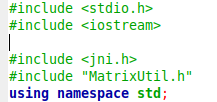 #include <stdio.h>
#include <iostream>
#include <jni.h>
#include "MatrixUtil.h"
using namespace std;